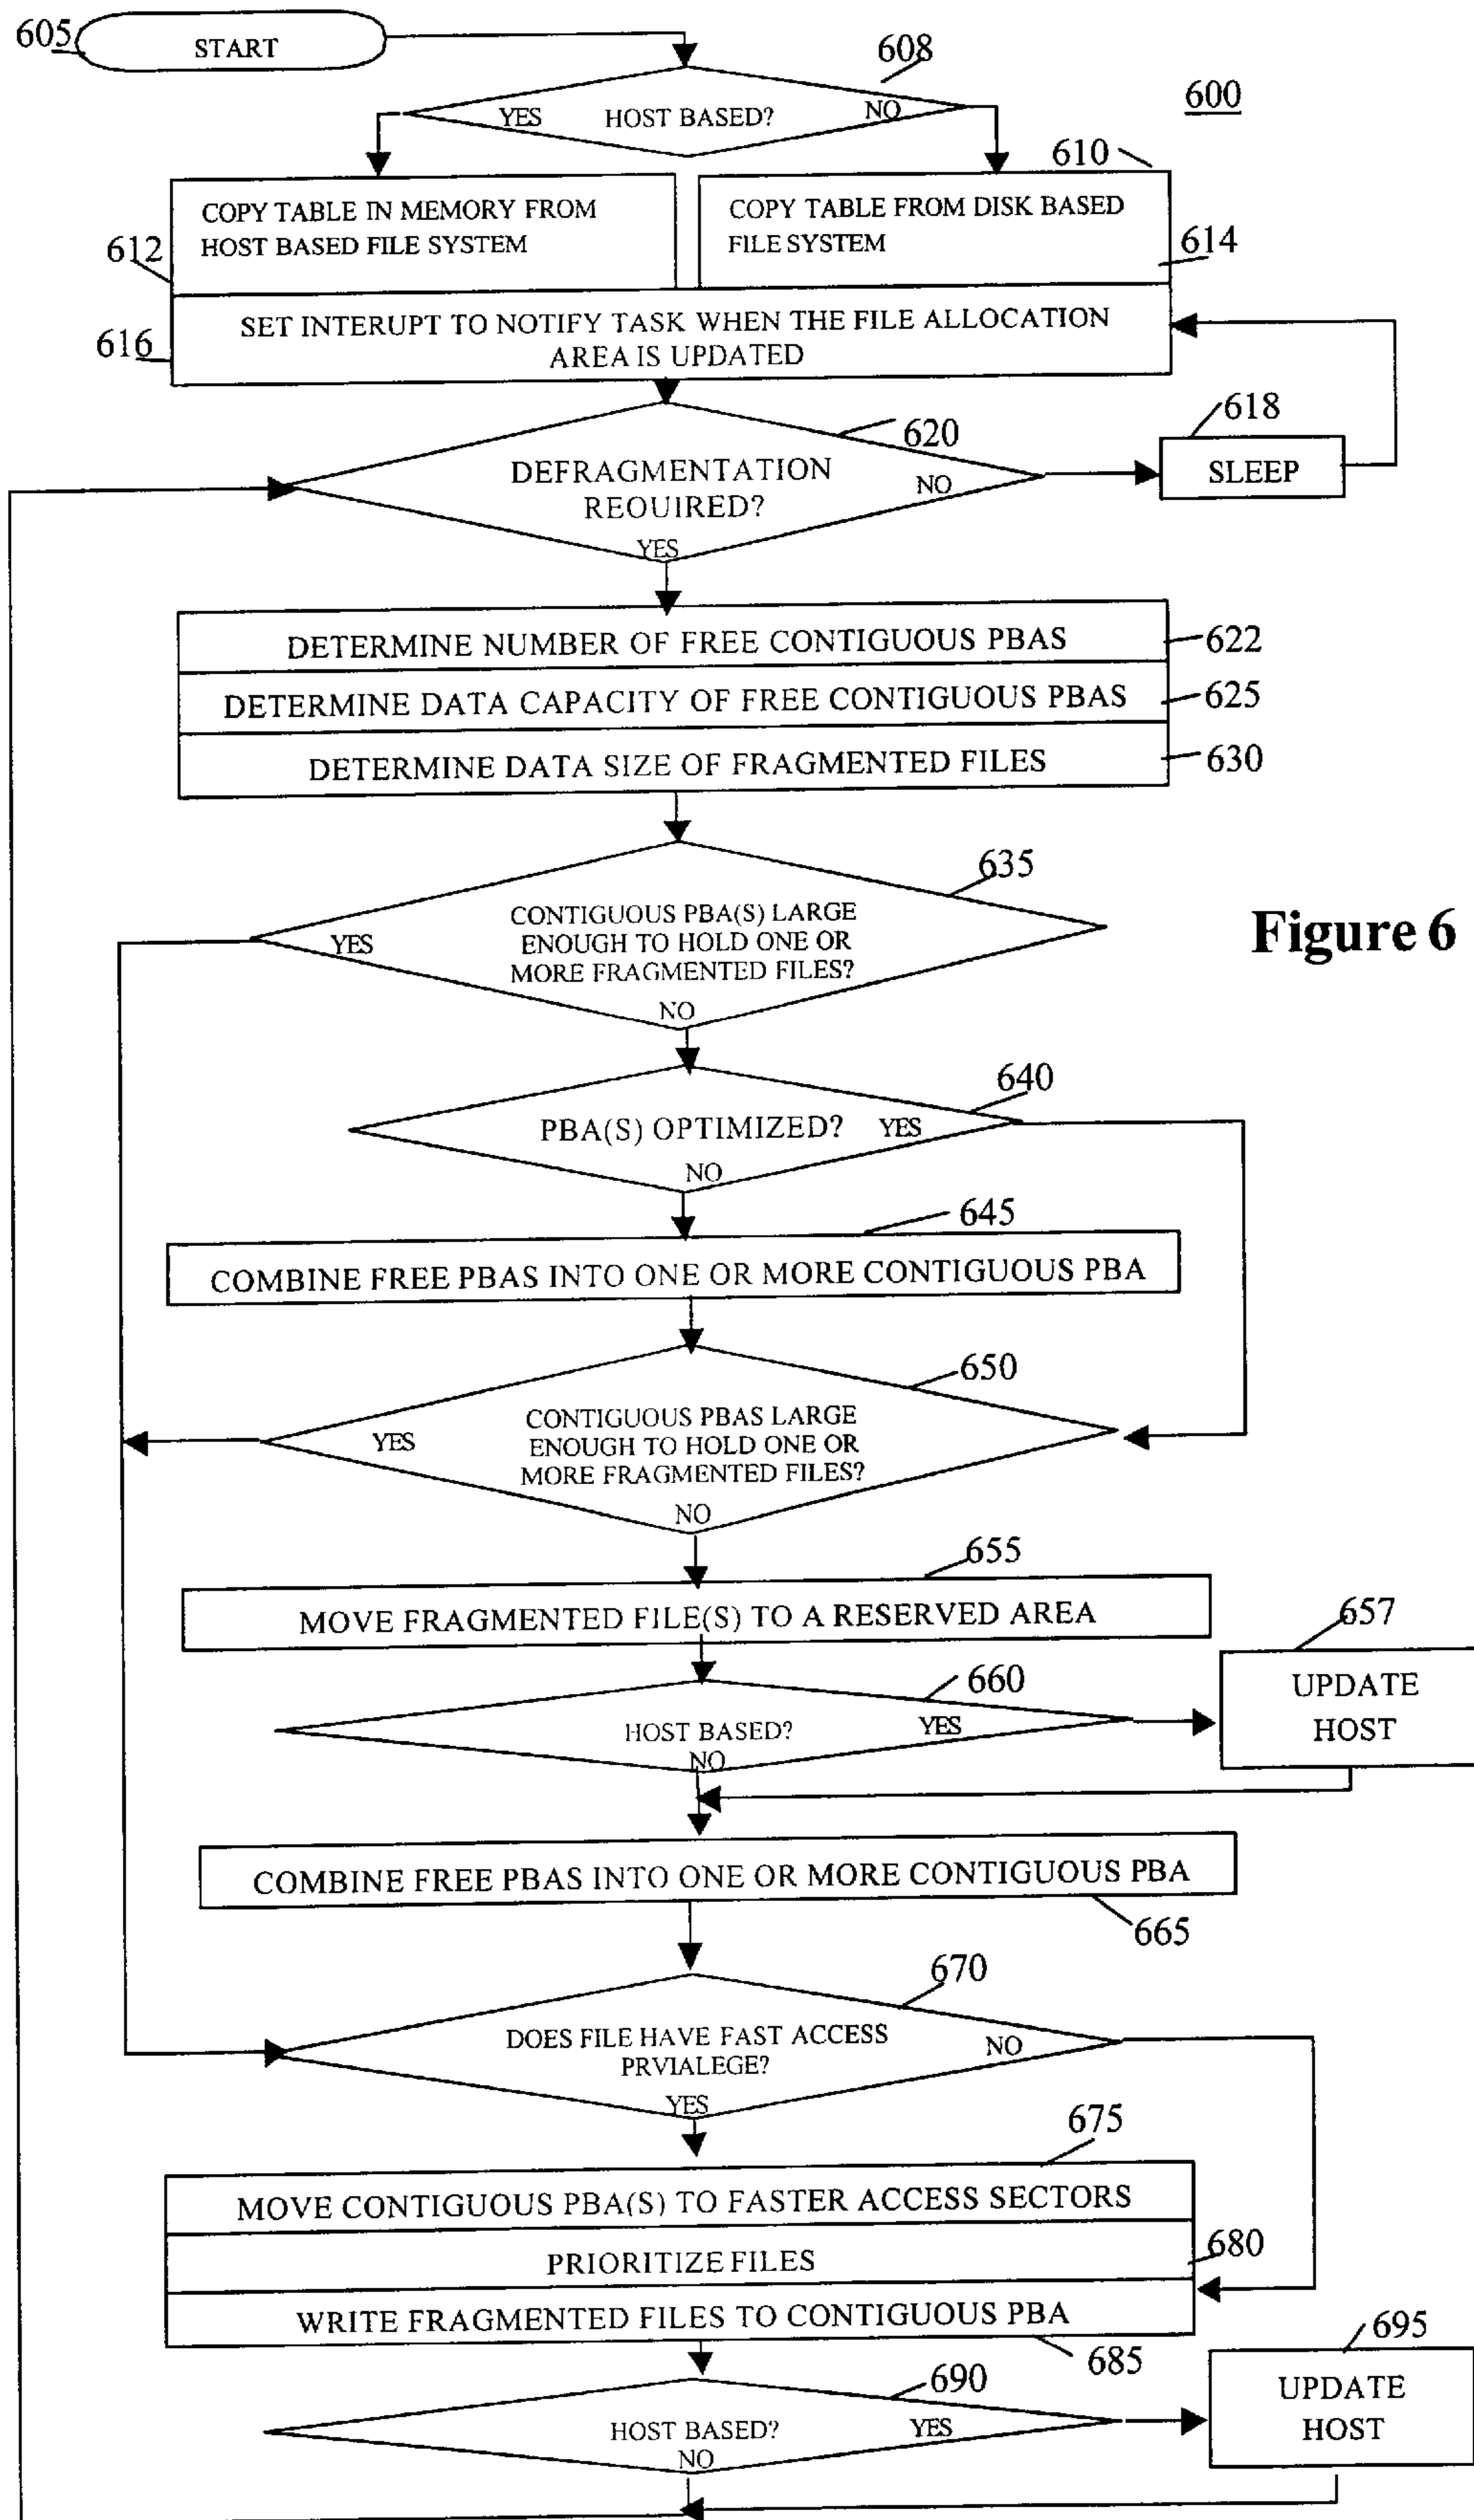 605
START
608
600
YES
HOST BASED?
NO
610
COPY TABLE IN MEMORY FROM
HOST BASED FILE SYSTEM
COPY TABLE FROM DISK BASED
FILE SYSTEM
612
614
SET INTERUPT TO NOTIFY TASK WHEN THE FILE ALLOCATION
AREA IS UPDATED
616
618
620
SLEEP
DEFRAGMENTATION
REQUIRED?
NO
YES
DETERMINE NUMBER OF FREE CONTIGUOUS PBAS
622
DETERMINE DATA CAPACITY OF FREE CONTIGUOUS PBAS
625
DETERMINE DATA SIZE OF FRAGMENTED FILES
630
635
CONTIGUOUS PBA(S) LARGE
ENOUGH TO HOLD ONE OR
MORE FRAGMENTED FILES?
YES
NO
Figure 6
640
PBA(S) OPTIMIZED?
YES
NO
645
COMBINE FREE PBAS INTO ONE OR MORE CONTIGUOUS PBA
650
CONTIGUOUS PBAS LARGE
ENOUGH TO HOLD ONE OR
MORE FRAGMENTED FILES?
YES
NO
655
MOVE FRAGMENTED FILE(S) TO A RESERVED AREA
657
UPDATE
HOST
660
HOST BASED?
YES
NO
COMBINE FREE PBAS INTO ONE OR MORE CONTIGUOUS PBA
665
670
DOES FILE HAVE FAST ACCESS
PRVIALEGE?
NO
YES
675
MOVE CONTIGUOUS PBA(S) TO FASTER ACCESS SECTORS
PRIORITIZE FILES
680
WRITE FRAGMENTED FILES TO CONTIGUOUS PBA
685
690
695
HOST BASED?
YES
NO
UPDATE
HOST